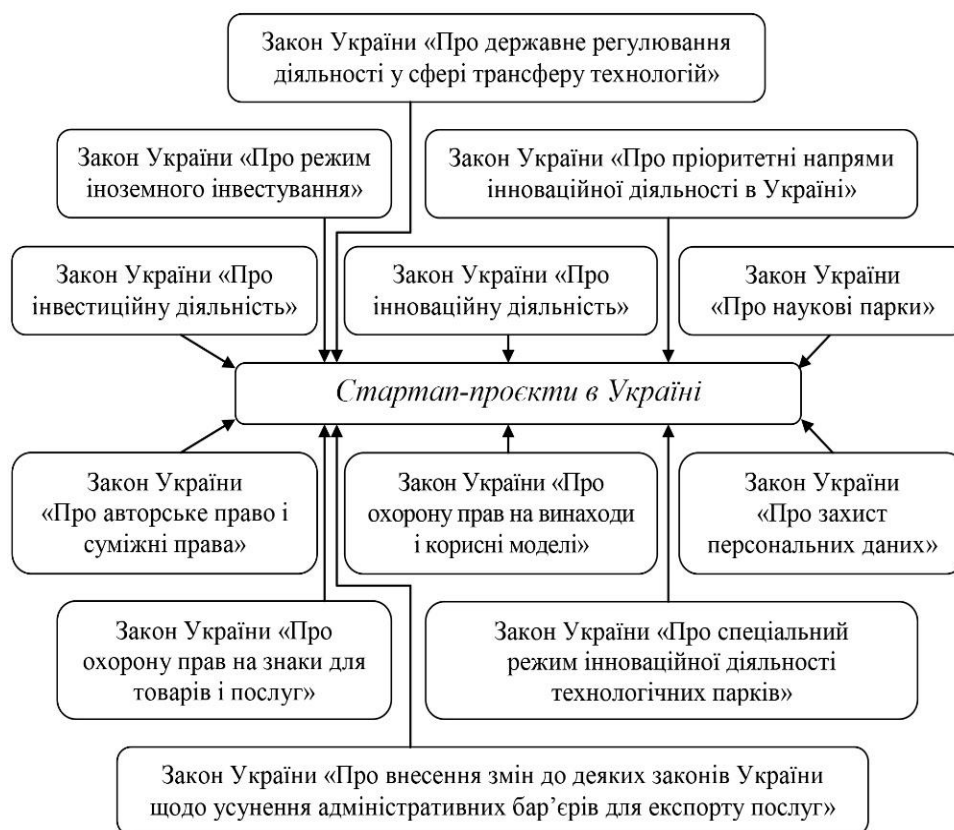 Закон України «Про державне регулювання
діяльності у сфері трансферу технологій»
Закон України «Про режим
іноземного інвестування»
Закон України «Про пріоритетні напрями
інноваційної діяльності в Україні»
Закон України «Про
інвестиційну діяльність»
Закон України «Про
інноваційну діяльність»
Закон України
«Про наукові парки»
Стартап-проєкти в Україні
Закон України
«Про авторське право і
суміжні права»
Закон України «Про
охорону прав на винаходи
і корисні моделі»
Закон України
«Про захист
персональних даних»
Закон України «Про
охорону прав на знаки для
товарів і послуг»
Закон України «Про спеціальний
режим інноваційної діяльності
технологічних парків»
Закон України «Про внесення змін до деяких законів України
щодо усунення адміністративних бар’єрів для експорту послуг»